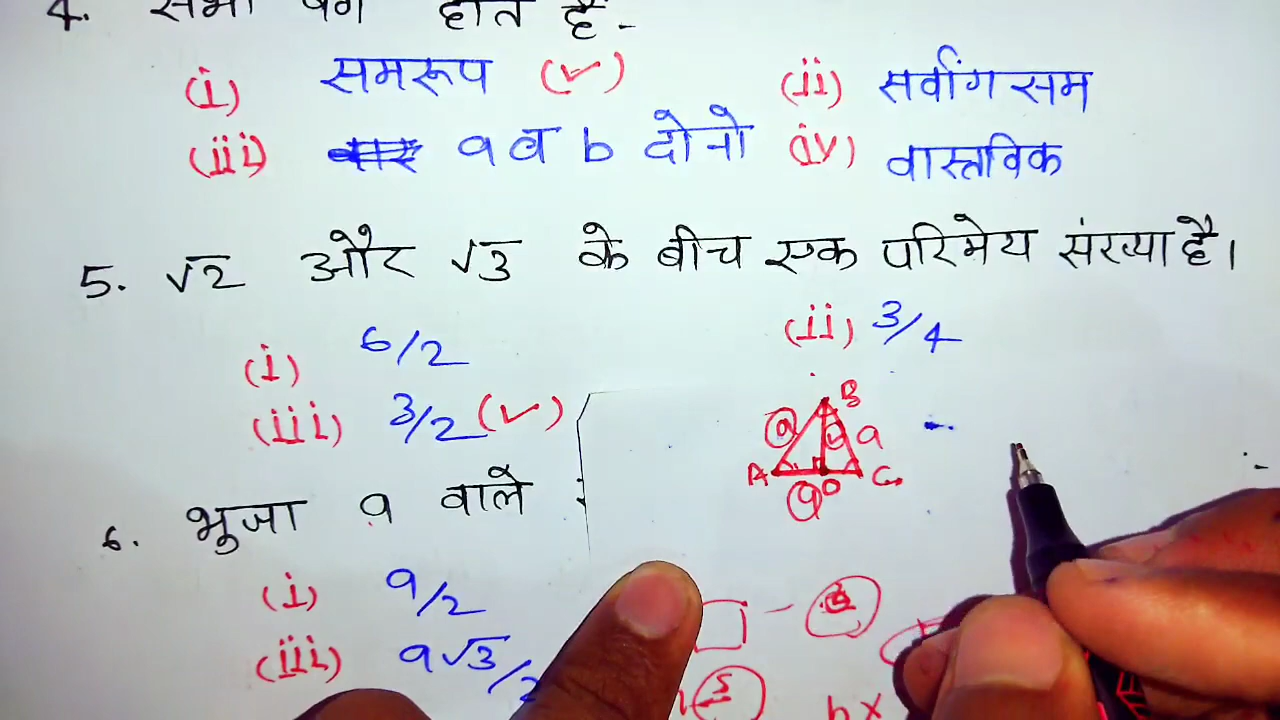 4. सभी वर्ग होते हैं-
(i) समरूप (✓) (ii) सर्वांगसम
(iii) a व b दोनो (iv) वास्तविक
5. √2 और √3 के बीच एक परिमेय संख्या है।
(i) 6/2 (ii) 3/4
(iii) 3/2 (✓)
B
a a
A D C
a
6. भुजा a वाले
(i) a/2
(iii) a√3/2